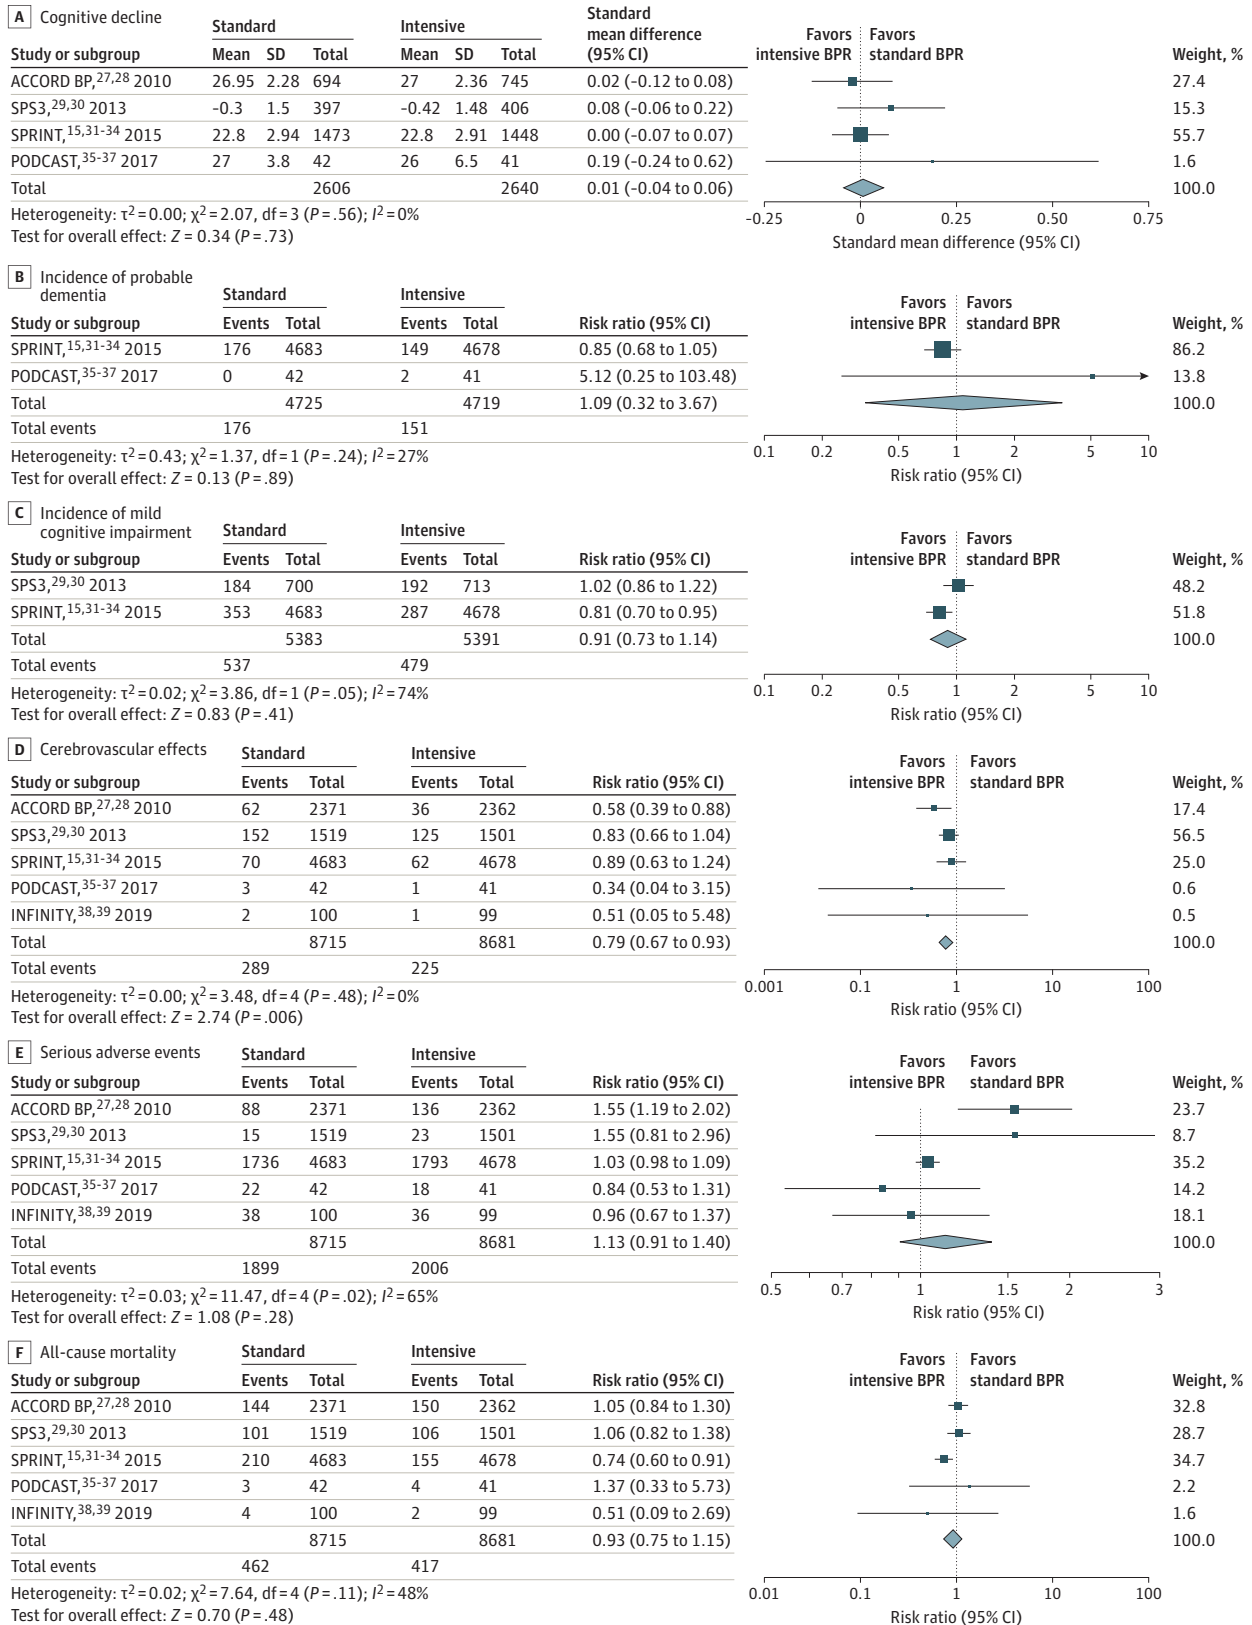 A Cognitive decline
Standard Intensive Standard mean difference (95% CI) Favors intensive BPR Favors standard BPR
Study or subgroup Mean SD Total Mean SD Total Weight, %
ACCORD BP,27,28 2010 26.95 2.28 694 27 2.36 745 0.02 (-0.12 to 0.08) 27.4
SPS3,29,30 2013 -0.3 1.5 397 -0.42 1.48 406 0.08 (-0.06 to 0.22) 15.3
SPRINT,15,31-34 2015 22.8 2.94 1473 22.8 2.91 1448 0.00 (-0.07 to 0.07) 55.7
PODCAST,35-37 2017 27 3.8 42 26 6.5 41 0.19 (-0.24 to 0.62) 1.6
Total 2606 2640 0.01 (-0.04 to 0.06) 100.0
Heterogeneity: τ2=0.00; χ2=2.07, df=3 (P=.56); I2=0%
Test for overall effect: Z = 0.34 (P=.73)
-0.25 0 0.25 0.50 0.75
Standard mean difference (95% CI)
B Incidence of probable dementia
Standard Intensive Favors intensive BPR Favors standard BPR
Study or subgroup Events Total Events Total Risk ratio (95% CI) Weight, %
SPRINT,15,31-34 2015 176 4683 149 4678 0.85 (0.68 to 1.05) 86.2
PODCAST,35-37 2017 0 42 2 41 5.12 (0.25 to 103.48) 13.8
Total 4725 4719 1.09 (0.32 to 3.67) 100.0
Total events 176 151
Heterogeneity: τ2=0.43; χ2=1.37, df=1 (P=.24); I2=27%
Test for overall effect: Z = 0.13 (P=.89)
0.1 0.2 0.5 1 2 5 10
Risk ratio (95% CI)
C Incidence of mild cognitive impairment
Standard Intensive Favors intensive BPR Favors standard BPR
Study or subgroup Events Total Events Total Risk ratio (95% CI) Weight, %
SPS3,29,30 2013 184 700 192 713 1.02 (0.86 to 1.22) 48.2
SPRINT,15,31-34 2015 353 4683 287 4678 0.81 (0.70 to 0.95) 51.8
Total 5383 5391 0.91 (0.73 to 1.14) 100.0
Total events 537 479
Heterogeneity: τ2=0.02; χ2=3.86, df=1 (P=.05); I2=74%
Test for overall effect: Z = 0.83 (P=.41)
0.1 0.2 0.5 1 2 5 10
Risk ratio (95% CI)
D Cerebrovascular effects
Standard Intensive Favors intensive BPR Favors standard BPR
Study or subgroup Events Total Events Total Risk ratio (95% CI) Weight, %
ACCORD BP,27,28 2010 62 2371 36 2362 0.58 (0.39 to 0.88) 17.4
SPS3,29,30 2013 152 1519 125 1501 0.83 (0.66 to 1.04) 56.5
SPRINT,15,31-34 2015 70 4683 62 4678 0.89 (0.63 to 1.24) 25.0
PODCAST,35-37 2017 3 42 1 41 0.34 (0.04 to 3.15) 0.6
INFINITY,38,39 2019 2 100 1 99 0.51 (0.05 to 5.48) 0.5
Total 8715 8681 0.79 (0.67 to 0.93) 100.0
Total events 289 225
Heterogeneity: τ2=0.00; χ2=3.48, df=4 (P=.48); I2=0%
Test for overall effect: Z = 2.74 (P=.006)
0.001 0.1 1 10 100
Risk ratio (95% CI)
E Serious adverse events
Standard Intensive Favors intensive BPR Favors standard BPR
Study or subgroup Events Total Events Total Risk ratio (95% CI) Weight, %
ACCORD BP,27,28 2010 88 2371 136 2362 1.55 (1.19 to 2.02) 23.7
SPS3,29,30 2013 15 1519 23 1501 1.55 (0.81 to 2.96) 8.7
SPRINT,15,31-34 2015 1736 4683 1793 4678 1.03 (0.98 to 1.09) 35.2
PODCAST,35-37 2017 22 42 18 41 0.84 (0.53 to 1.31) 14.2
INFINITY,38,39 2019 38 100 36 99 0.96 (0.67 to 1.37) 18.1
Total 8715 8681 1.13 (0.91 to 1.40) 100.0
Total events 1899 2006
Heterogeneity: τ2=0.03; χ2=11.47, df=4 (P=.02); I2=65%
Test for overall effect: Z = 1.08 (P=.28)
0.5 0.7 1 1.5 2 3
Risk ratio (95% CI)
F All-cause mortality
Standard Intensive Favors intensive BPR Favors standard BPR
Study or subgroup Events Total Events Total Risk ratio (95% CI) Weight, %
ACCORD BP,27,28 2010 144 2371 150 2362 1.05 (0.84 to 1.30) 32.8
SPS3,29,30 2013 101 1519 106 1501 1.06 (0.82 to 1.38) 28.7
SPRINT,15,31-34 2015 210 4683 155 4678 0.74 (0.60 to 0.91) 34.7
PODCAST,35-37 2017 3 42 4 41 1.37 (0.33 to 5.73) 2.2
INFINITY,38,39 2019 4 100 2 99 0.51 (0.09 to 2.69) 1.6
Total 8715 8681 0.93 (0.75 to 1.15) 100.0
Total events 462 417
Heterogeneity: τ2=0.02; χ2=7.64, df=4 (P=.11); I2=48%
Test for overall effect: Z = 0.70 (P=.48)
0.01 0.1 1 10 100
Risk ratio (95% CI)